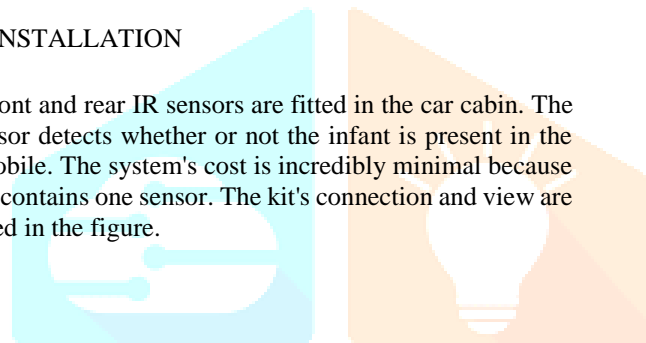 NSTALLATION
ont and rear IR sensors are fitted in the car cabin. The
sor detects whether or not the infant is present in the
obile. The system's cost is incredibly minimal because
contains one sensor. The kit's connection and view are
ed in the figure.